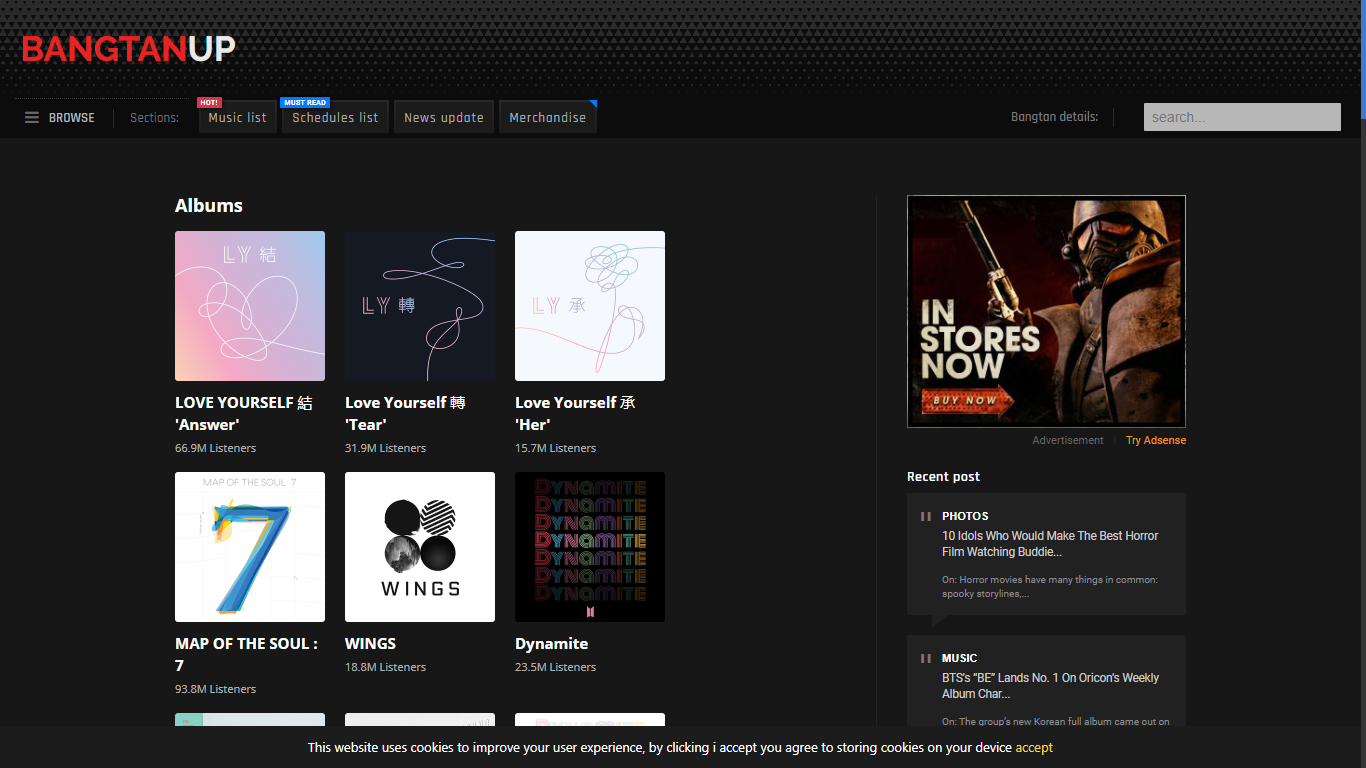 BANGTANUP
HOT!
MUST READ
BROWSE
Sections:
Music list
Schedules list
News update
Merchandise
Bangtan details:
search...
Albums
LY 結
LY 轉
LY 承
LOVE YOURSELF 結
'Answer'
66.9M Listeners
Love Yourself 轉
'Tear'
31.9M Listeners
Love Yourself 承
'Her'
15.7M Listeners
MAP OF THE SOUL 7
WINGS
DYNAMITE
DYNAMITE
DYNAMITE
DYNAMITE
DYNAMITE
DYNAMITE
DYNAMITE
MAP OF THE SOUL :
7
93.8M Listeners
WINGS
18.8M Listeners
Dynamite
23.5M Listeners
IN
STORES
NOW
BUY NOW
Advertisement
Try Adsense
Recent post
PHOTOS
10 Idols Who Would Make The Best Horror
Film Watching Buddie...
On: Horror movies have many things in common:
spooky storylines,...
MUSIC
BTS’s “BE” Lands No. 1 On Oricon’s Weekly
Album Char...
On: The group’s new Korean full album came out on
This website uses cookies to improve your user experience, by clicking i accept you agree to storing cookies on your device accept